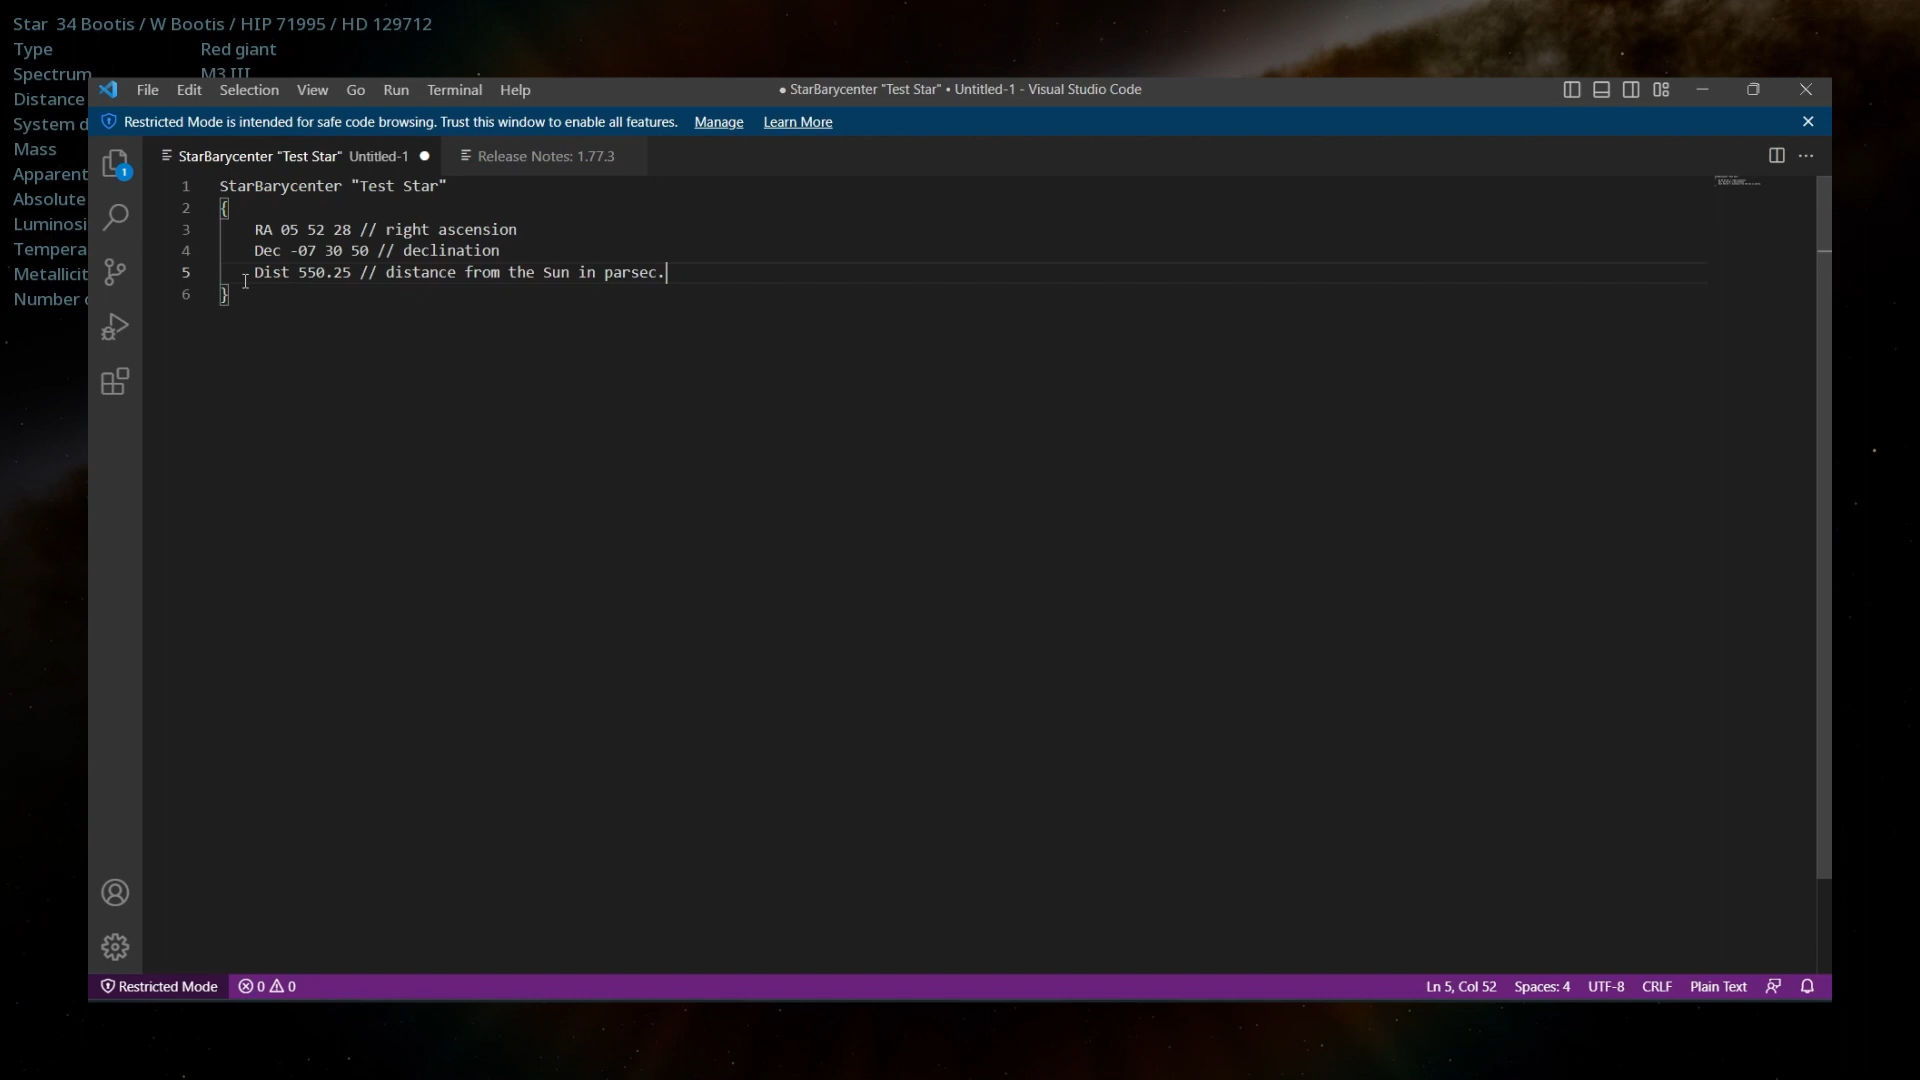 Star 34 Bootis / W Bootis / HIP 71995 / HD 129712
Type Red giant
Spectrum M3 III
Distance
System d
Mass
Apparent
Absolute
Luminosi
Tempera
Metallicit
Number
File Edit Selection View Go Run Terminal Help
● StarBarycenter "Test Star" • Untitled-1 - Visual Studio Code
Restricted Mode is intended for safe code browsing. Trust this window to enable all features. Manage Learn More
StarBarycenter "Test Star" Untitled-1 ●
Release Notes: 1.77.3
1
1 StarBarycenter "Test Star"
2 {
3 RA 05 52 28 // right ascension
4 Dec -07 30 50 // declination
5 Dist 550.25 // distance from the Sun in parsec.
6 }
Restricted Mode 0 0 Ln 5, Col 52 Spaces: 4 UTF-8 CRLF Plain Text